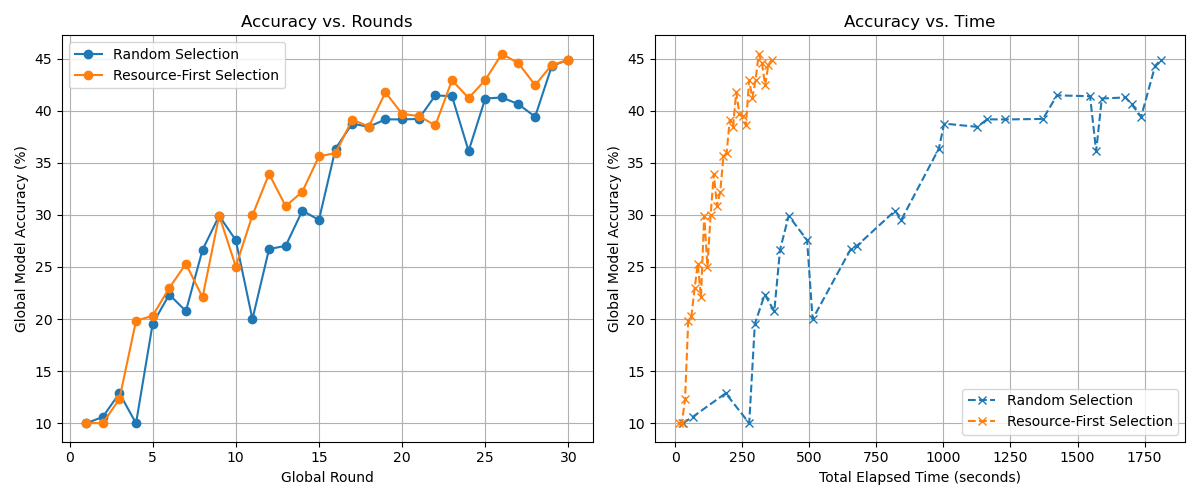 Accuracy vs. Rounds
Random Selection
Resource-First Selection
Global Model Accuracy (%)
45
40
35
30
25
20
15
10
0 5 10 15 20 25 30
Global Round
Accuracy vs. Time
Global Model Accuracy (%)
45
40
35
30
25
20
15
10
Random Selection
Resource-First Selection
0 250 500 750 1000 1250 1500 1750
Total Elapsed Time (seconds)